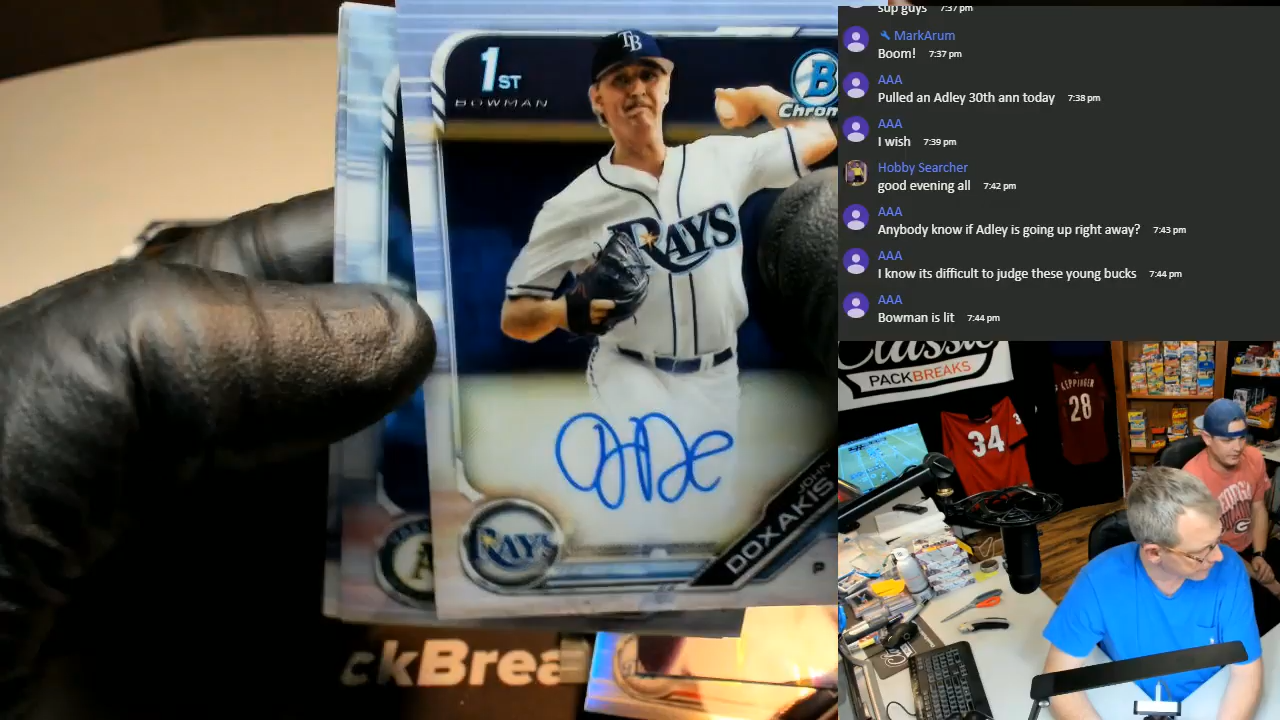 sup guys 7:37 pm
MarkArum
Boom! 7:37 pm
AAA
Pulled an Adley 30th ann today 7:38 pm
AAA
I wish 7:39 pm
Hobby Searcher
good evening all 7:42 pm
AAA
Anybody know if Adley is going up right away? 7:43 pm
AAA
I know its difficult to judge these young bucks 7:44 pm
AAA
Bowman is lit 7:44 pm
1ST
BOWMAN
TB
B
Chrom
RAYS
RAYS
JOHN
DOXAKIS
P
A
ckBrea
Classic
PACKBREAKS
34
3
LEPPINGER
28